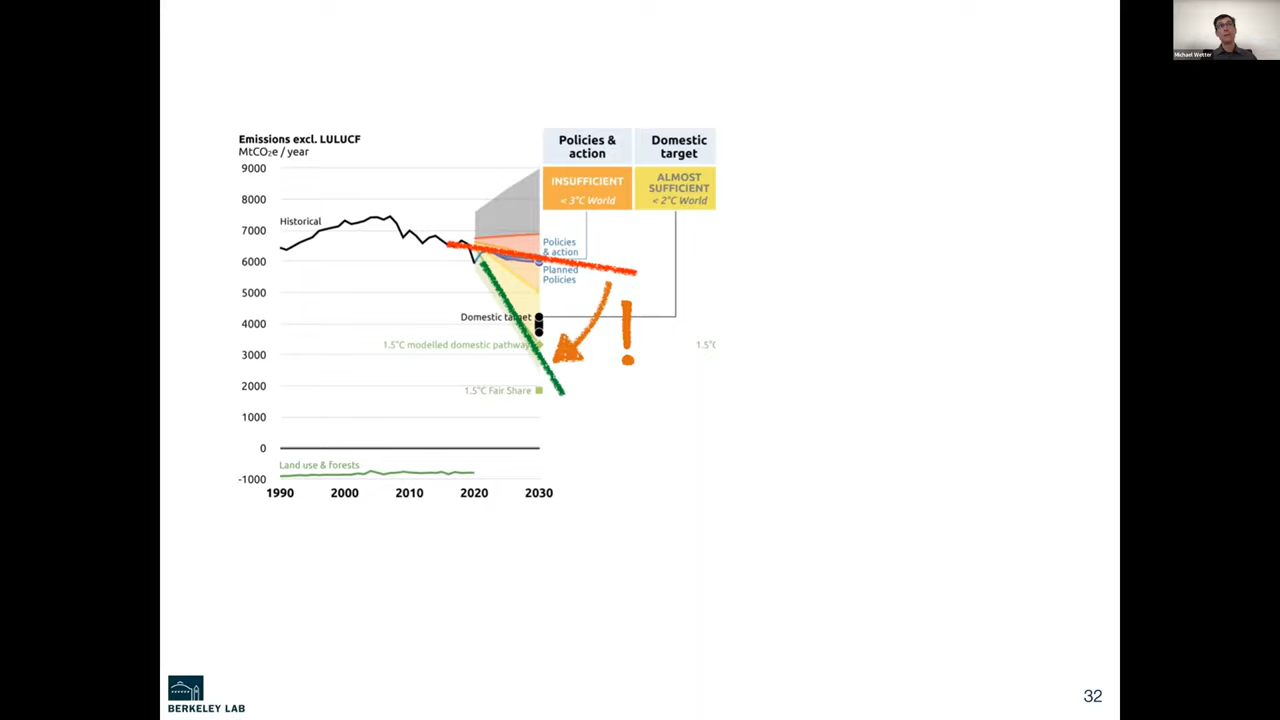 Michael Wetter
Emissions excl. LULUCF
MtCO₂e / year
Policies &
action
Domestic
target
INSUFFICIENT
< 3°C World
ALMOST
SUFFICIENT
< 2°C World
9000
8000
7000
6000
5000
4000
3000
2000
1000
0
-1000
Historical
Policies
& action
Planned
Policies
Domestic target
1.5°C modelled domestic pathway
1.5°C
1.5°C Fair Share
Land use & forests
1990
2000
2010
2020
2030
!
BERKELEY LAB
32